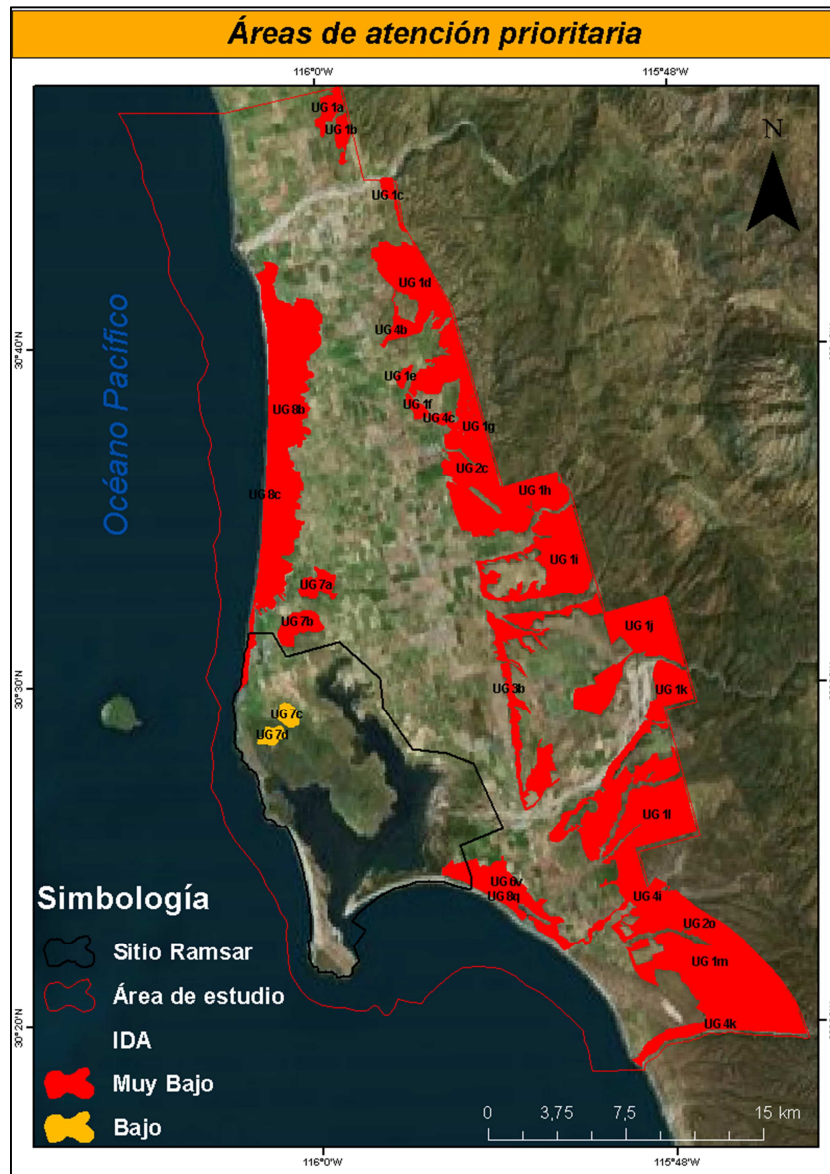 Áreas de atención prioritaria
116°0'W
115°48'W
N
UG 1a
UG 1b
UG 1c
UG 1d
UG 4b
30°40'N
UG 1e
UG 1f
UG 4c
UG 8b
UG 1g
Océano Pacífico
UG 2c
UG 8c
UG 1h
UG 1i
UG 7a
UG 7b
UG 1j
30°30'N
UG 3b
UG 1k
UG 7c
UG 7d
UG 1l
UG 6v
UG 8q
UG 4i
UG 2o
UG 1m
Simbología
Sitio Ramsar
Área de estudio
IDA
Muy Bajo
Bajo
30°20'N
UG 4k
0 3,75 7,5 15 km
116°0'W
115°48'W